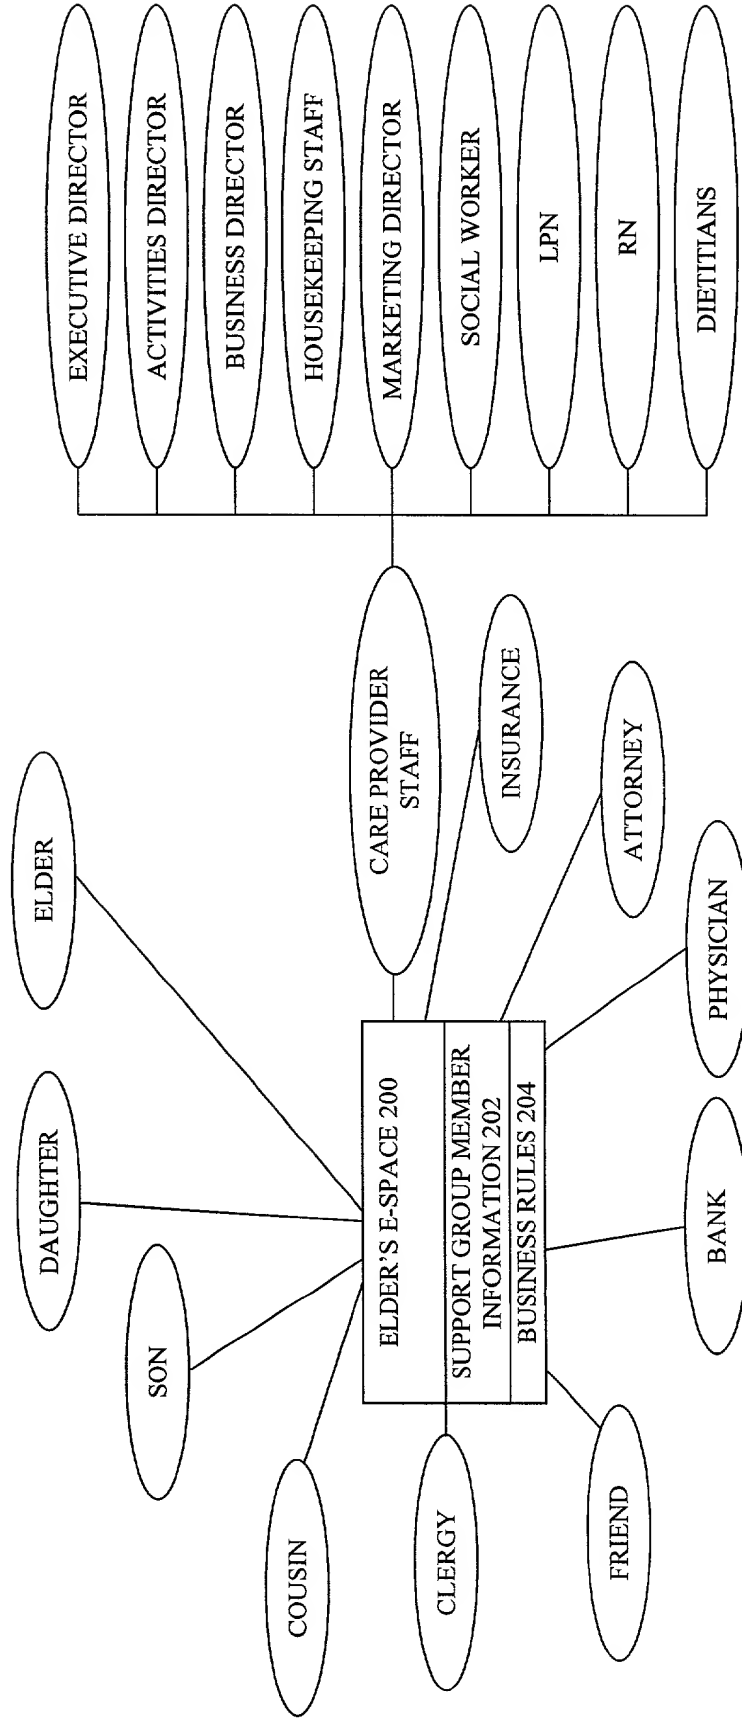 ELDER
DAUGHTER
SON
COUSIN
CLERGY
FRIEND
BANK
PHYSICIAN
ATTORNEY
INSURANCE
ELDER'S E-SPACE 200
SUPPORT GROUP MEMBER
INFORMATION 202
BUSINESS RULES 204
CARE PROVIDER
STAFF
EXECUTIVE DIRECTOR
ACTIVITIES DIRECTOR
BUSINESS DIRECTOR
HOUSEKEEPING STAFF
MARKETING DIRECTOR
SOCIAL WORKER
LPN
RN
DIETITIANS